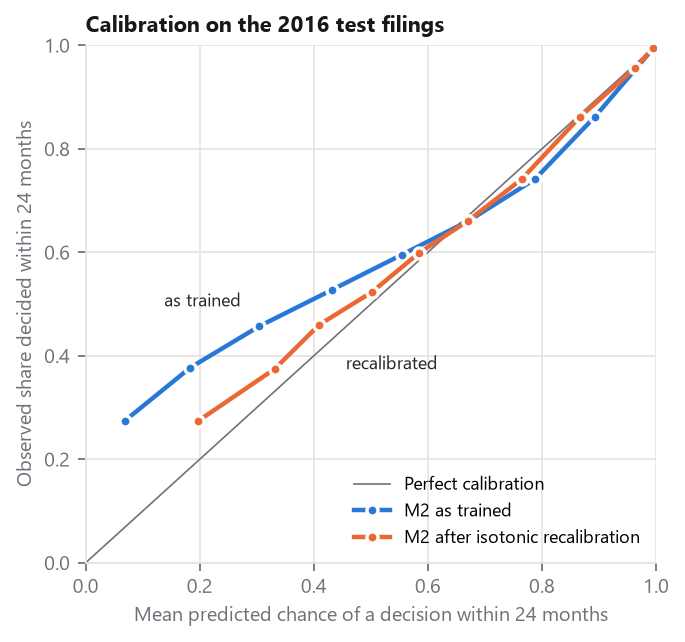 Calibration on the 2016 test filings
Observed share decided within 24 months
1.0
0.8
0.6
0.4
0.2
0.0
as trained
recalibrated
Perfect calibration
M2 as trained
M2 after isotonic recalibration
0.0 0.2 0.4 0.6 0.8 1.0
Mean predicted chance of a decision within 24 months